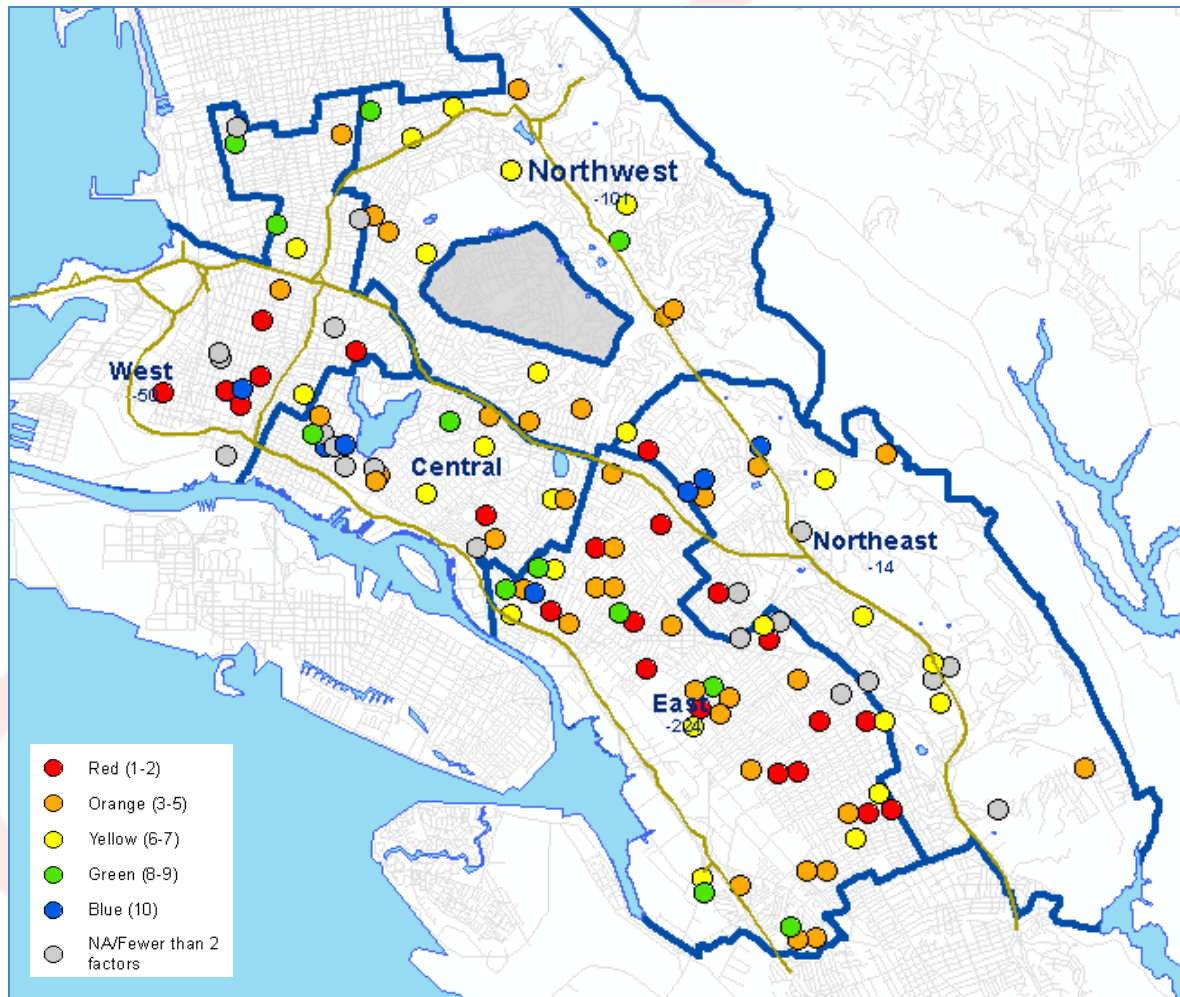 Northwest
-101
West
-50
Central
Northeast
-14
East
-224
Red (1-2)
Orange (3-5)
Yellow (6-7)
Green (8-9)
Blue (10)
NA/Fewer than 2
factors